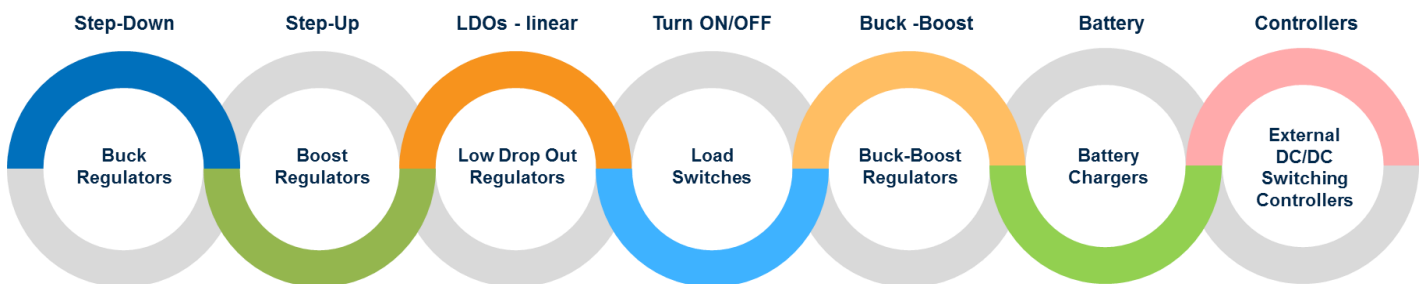 Step-Down
Step-Up
LDOs - linear
Turn ON/OFF
Buck -Boost
Battery
Controllers
Buck
Regulators
Boost
Regulators
Low Drop Out
Regulators
Load
Switches
Buck-Boost
Regulators
Battery
Chargers
External
DC/DC
Switching
Controllers